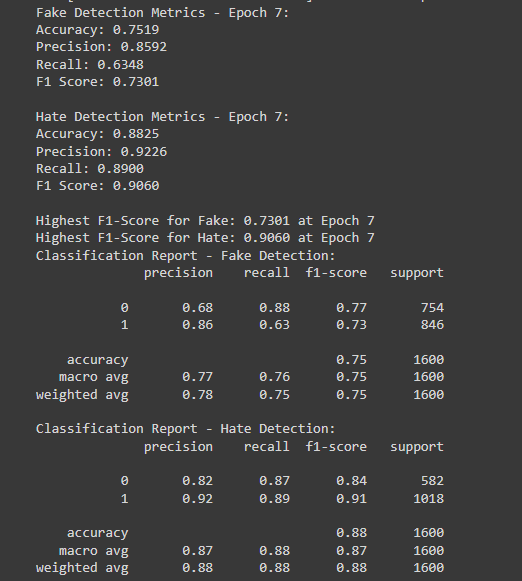 Fake Detection Metrics - Epoch 7:
Accuracy: 0.7519
Precision: 0.8592
Recall: 0.6348
F1 Score: 0.7301
Hate Detection Metrics - Epoch 7:
Accuracy: 0.8825
Precision: 0.9226
Recall: 0.8900
F1 Score: 0.9060
Highest F1-Score for Fake: 0.7301 at Epoch 7
Highest F1-Score for Hate: 0.9060 at Epoch 7
Classification Report - Fake Detection:
precision recall f1-score support
0 0.68 0.88 0.77 754
1 0.86 0.63 0.73 846
accuracy 0.75 1600
macro avg 0.77 0.76 0.75 1600
weighted avg 0.78 0.75 0.75 1600
Classification Report - Hate Detection:
precision recall f1-score support
0 0.82 0.87 0.84 582
1 0.92 0.89 0.91 1018
accuracy 0.88 1600
macro avg 0.87 0.88 0.87 1600
weighted avg 0.88 0.88 0.88 1600